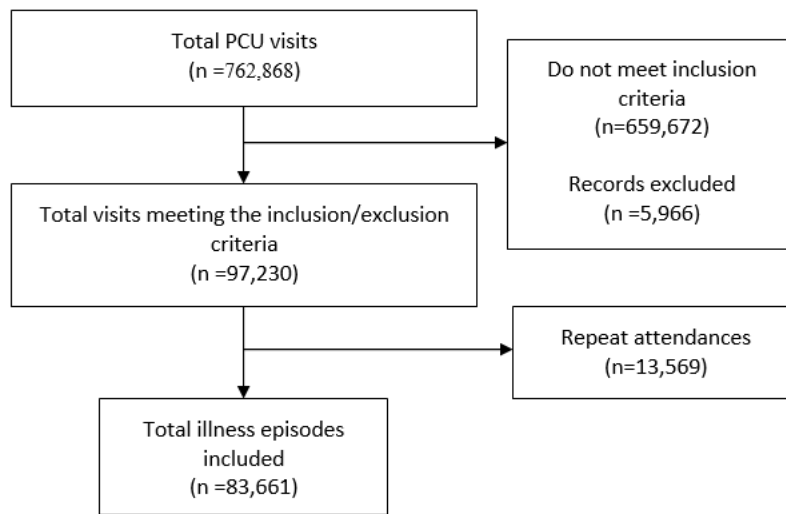 Total PCU visits
(n =762,868)
Do not meet inclusion
criteria
(n=659,672)
Records excluded
(n =5,966)
Total visits meeting the inclusion/exclusion
criteria
(n =97,230)
Repeat attendances
(n=13,569)
Total illness episodes
included
(n =83,661)